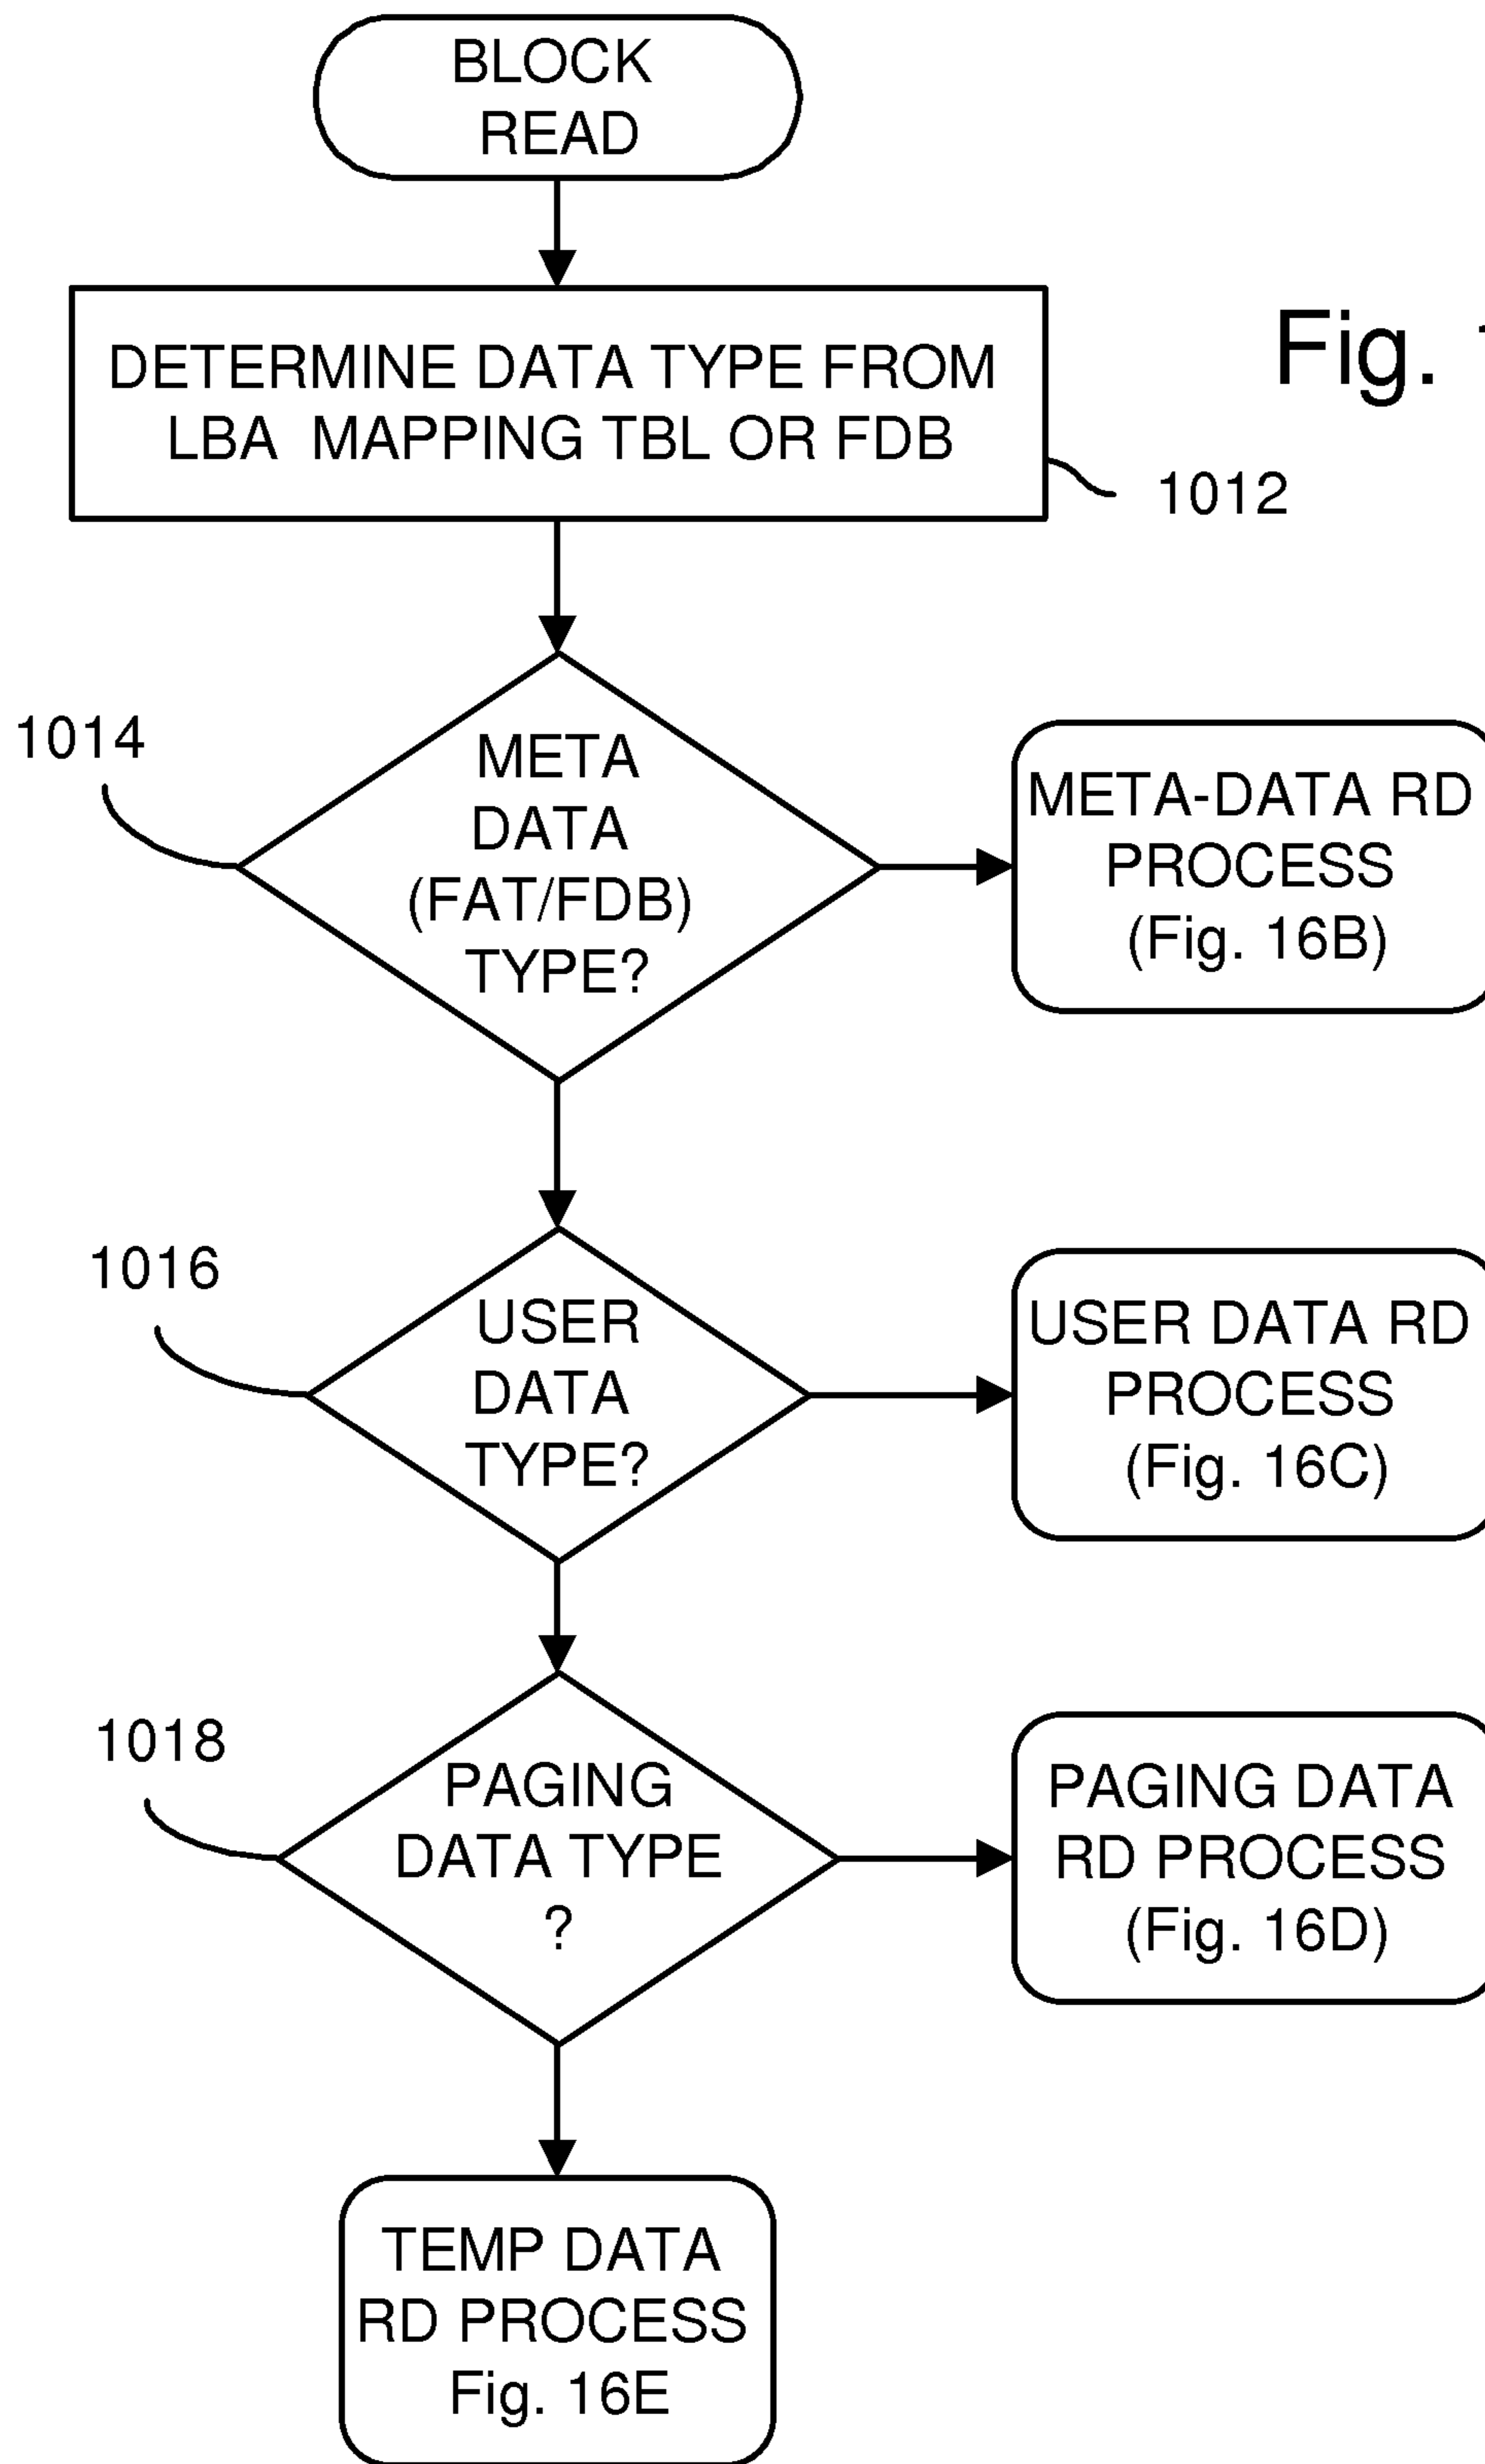 BLOCK
READ
DETERMINE DATA TYPE FROM
LBA MAPPING TBL OR FDB
Fig.
1012
1014
META
DATA
(FAT/FDB)
TYPE?
META-DATA RD
PROCESS
(Fig. 16B)
1016
USER
DATA
TYPE?
USER DATA RD
PROCESS
(Fig. 16C)
1018
PAGING
DATA TYPE
?
PAGING DATA
RD PROCESS
(Fig. 16D)
TEMP DATA
RD PROCESS
Fig. 16E